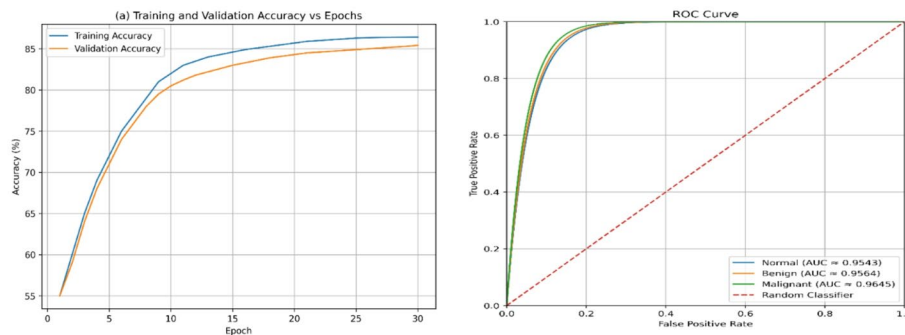 (a) Training and Validation Accuracy vs Epochs
Training Accuracy
Validation Accuracy
85
80
75
70
65
60
55
Accuracy (%)
0
5
10
15
20
25
30
Epoch
ROC Curve
1.0
0.8
0.6
0.4
0.2
0.0
True Positive Rate
Normal (AUC ≈ 0.9543)
Benign (AUC ≈ 0.9564)
Malignant (AUC ≈ 0.9645)
Random Classifier
0.0
0.2
0.4
0.6
0.8
1.
False Positive Rate